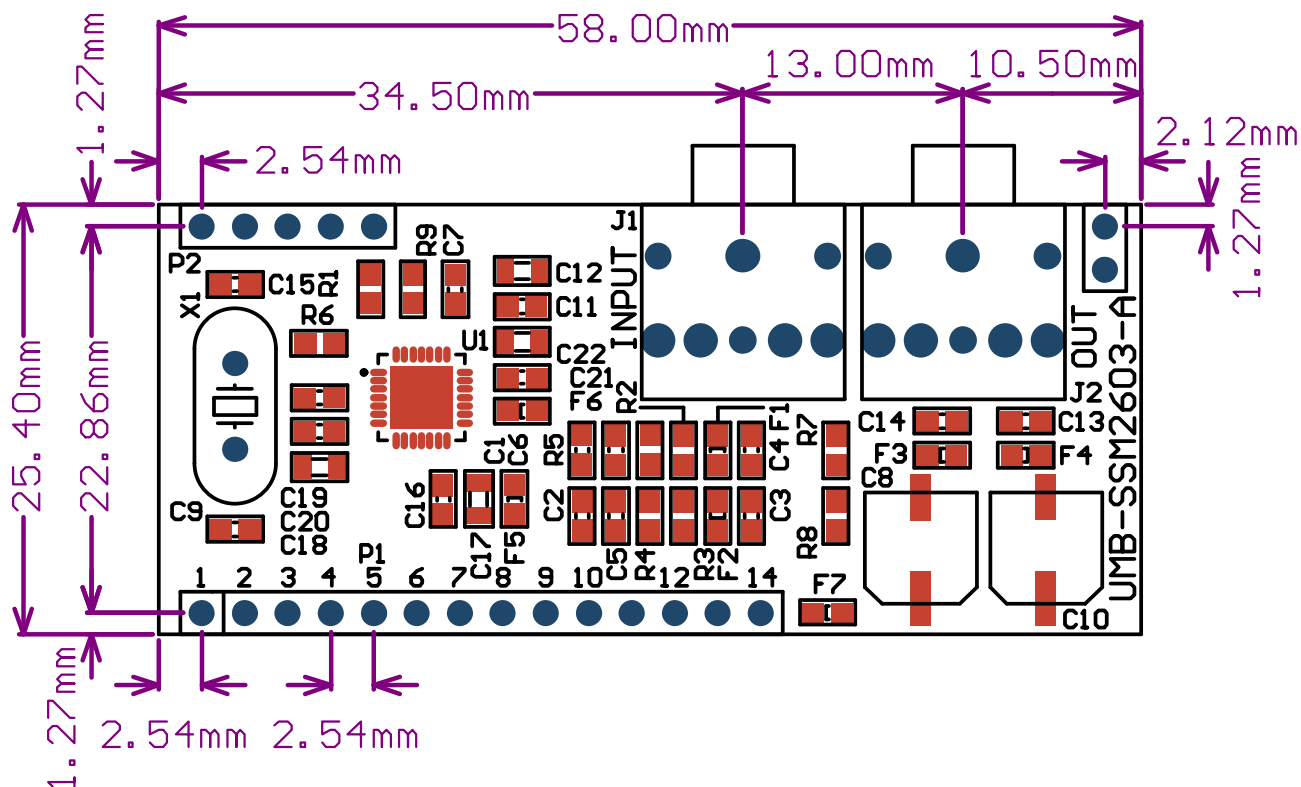 58.00mm
13.00mm
10.50mm
34.50mm
1.27mm
2.54mm
2.12mm
1.27mm
J1
R9
C7
P2
C15
R1
C12
INPUT
X1
R6
C11
U1
C22
OUT
25.40mm
22.86mm
C21
F6
R2
J2
UMB-SSM2603-A
F1
C14
C13
R7
C1
C6
R5
C4
F3
F4
C8
C19
C16
C9
C20
C2
C3
C18
C17
F5
C5
R4
R3
F2
R8
P1
1 2 3 4 5 6 7 8 9 10 12 14
F7
C10
1.27mm
2.54mm
2.54mm